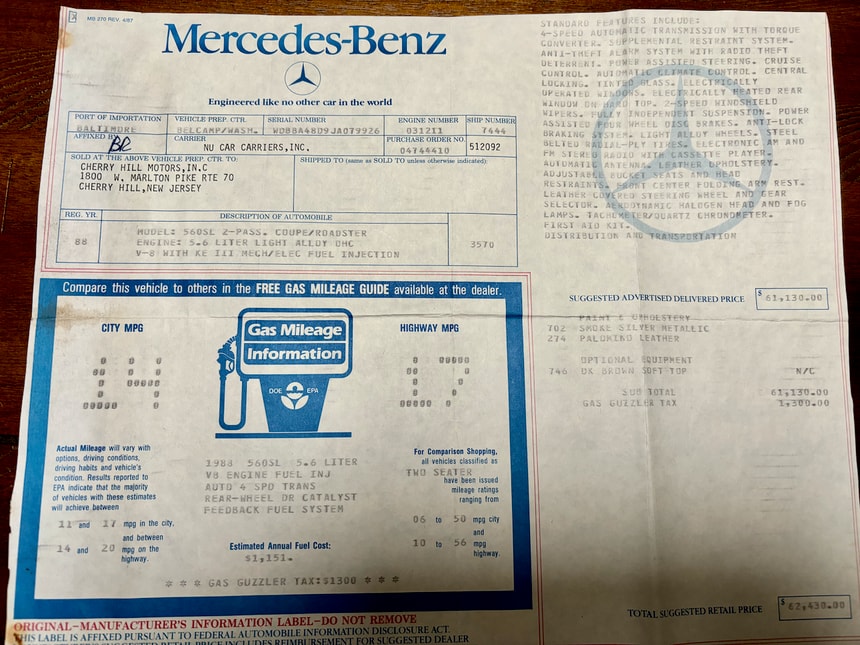 MB 270 REV. 4/87
Mercedes-Benz
Engineered like no other car in the world
PORT OF IMPORTATION
BALTIMORE
VEHICLE PREP. CTR.
BELCAMP/WASH.
SERIAL NUMBER
WDBBA48D9JA079926
ENGINE NUMBER
031211
SHIP NUMBER
7444
AFFIXED BY
BR
CARRIER
NU CAR CARRIERS,INC.
PURCHASE ORDER NO.
04744410
512092
SOLD AT THE ABOVE VEHICLE PREP. CTR. TO:
CHERRY HILL MOTORS,IN.C
1800 W. MARLTON PIKE RTE 70
CHERRY HILL,NEW JERSEY
SHIPPED TO (same as SOLD TO unless otherwise indicated):
REG. YR.
88
DESCRIPTION OF AUTOMOBILE
MODEL: 560SL 2-PASS. COUPE/ROADSTER
ENGINE: 5.6 LITER LIGHT ALLOY OHC
V-8 WITH KE III MECH/ELEC FUEL INJECTION
3570
Compare this vehicle to others in the FREE GAS MILEAGE GUIDE available at the dealer.
CITY MPG
14
Gas Mileage
Information
DOE EPA
HIGHWAY MPG
17
Actual Mileage will vary with
options, driving conditions,
driving habits and vehicle's
condition. Results reported to
EPA indicate that the majority
of vehicles with these estimates
will achieve between
11 and 17 mpg in the city,
and between
14 and 20 mpg on the
highway.
1988 560SL 5.6 LITER
V8 ENGINE FUEL INJ
AUTO 4 SPD TRANS
REAR-WHEEL DR CATALYST
FEEDBACK FUEL SYSTEM
Estimated Annual Fuel Cost:
$1,151.
For Comparison Shopping,
all vehicles classified as
TWO SEATER
have been issued
mileage ratings
ranging from
06 to 50 mpg city
and
10 to 56 mpg
highway.
* * * GAS GUZZLER TAX:$1300 * * *
ORIGINAL–MANUFACTURER'S INFORMATION LABEL–DO NOT REMOVE
THIS LABEL IS AFFIXED PURSUANT TO FEDERAL AUTOMOBILE INFORMATION DISCLOSURE ACT.
MANUFACTURER'S SUGGESTED RETAIL PRICE INCLUDES REIMBURSEMENT FOR SUGGESTED DEALER
STANDARD FEATURES INCLUDE:
4-SPEED AUTOMATIC TRANSMISSION WITH TORQUE
CONVERTER. SUPPLEMENTAL RESTRAINT SYSTEM.
ANTI-THEFT ALARM SYSTEM WITH RADIO THEFT
DETERRENT. POWER ASSISTED STEERING. CRUISE
CONTROL. AUTOMATIC CLIMATE CONTROL. CENTRAL
LOCKING. TINTED GLASS. ELECTRICALLY
OPERATED WINDOWS. ELECTRICALLY HEATED REAR
WINDOW ON HARD TOP. 2-SPEED WINDSHIELD
WIPERS. FULLY INDEPENDENT SUSPENSION. POWER
ASSISTED FOUR WHEEL DISC BRAKES. ANTI-LOCK
BRAKING SYSTEM. LIGHT ALLOY WHEELS. STEEL
BELTED RADIAL-PLY TIRES. ELECTRONIC AM AND
FM STEREO RADIO WITH CASSETTE PLAYER.
AUTOMATIC ANTENNA. LEATHER UPHOLSTERY.
ADJUSTABLE BUCKET SEATS AND HEAD
RESTRAINTS. FRONT CENTER FOLDING ARM REST.
LEATHER COVERED STEERING WHEEL AND GEAR
SELECTOR. AERODYNAMIC HALOGEN HEAD AND FOG
LAMPS. TACHOMETER/QUARTZ CHRONOMETER.
FIRST AID KIT.
DISTRIBUTION AND TRANSPORTATION
SUGGESTED ADVERTISED DELIVERED PRICE $ 61,130.00
PAINT & UPHOLSTERY
702 SMOKE SILVER METALLIC
274 PALOMINO LEATHER
OPTIONAL EQUIPMENT
746 DK BROWN SOFT TOP N/C
SUB TOTAL 61,130.00
GAS GUZZLER TAX 1,300.00
TOTAL SUGGESTED RETAIL PRICE $ 62,430.00